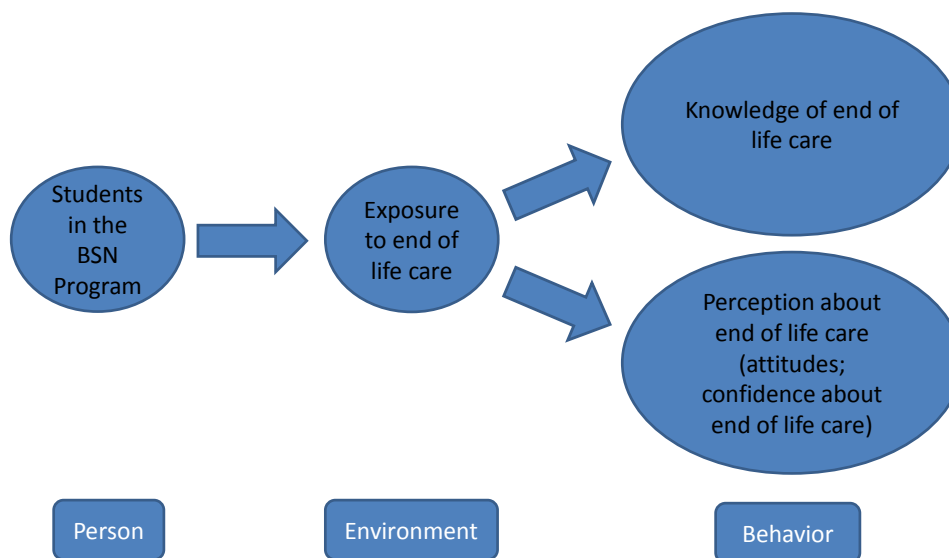 Students
in the
BSN
Program
Exposure
to end of
life care
Knowledge of end of
life care
Perception about
end of life care
(attitudes;
confidence about
end of life care)
Person
Environment
Behavior